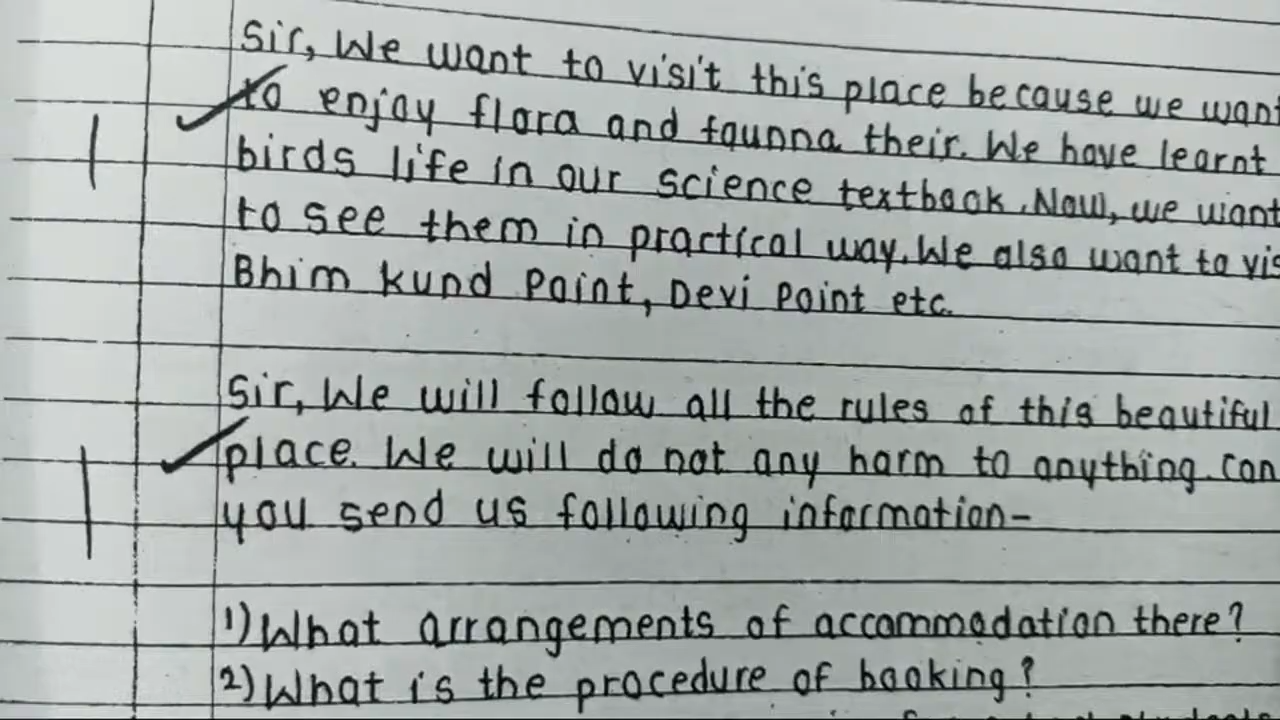 Sir, We want to visit this place because we want
to enjoy flora and faunna their. We have learnt
birds life in our science textbook. Now, we want
to see them in practical way. We also want to vis
Bhim kund Point, Devi Point etc.
Sir, We will follow all the rules of this beautiful
place. We will do not any harm to anything. Can
you send us following information-
1) What arrangements of accommodation there?
2) What is the procedure of booking?